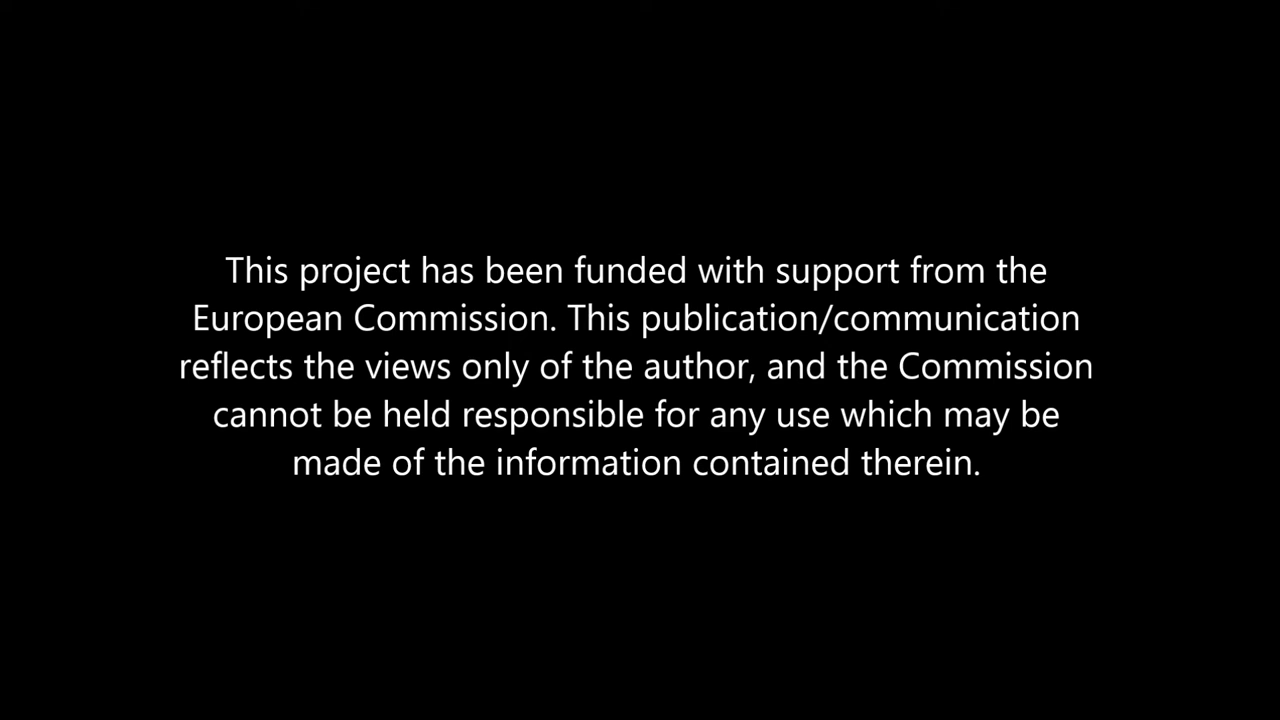 This project has been funded with support from the
European Commission. This publication/communication
reflects the views only of the author, and the Commission
cannot be held responsible for any use which may be
made of the information contained therein.